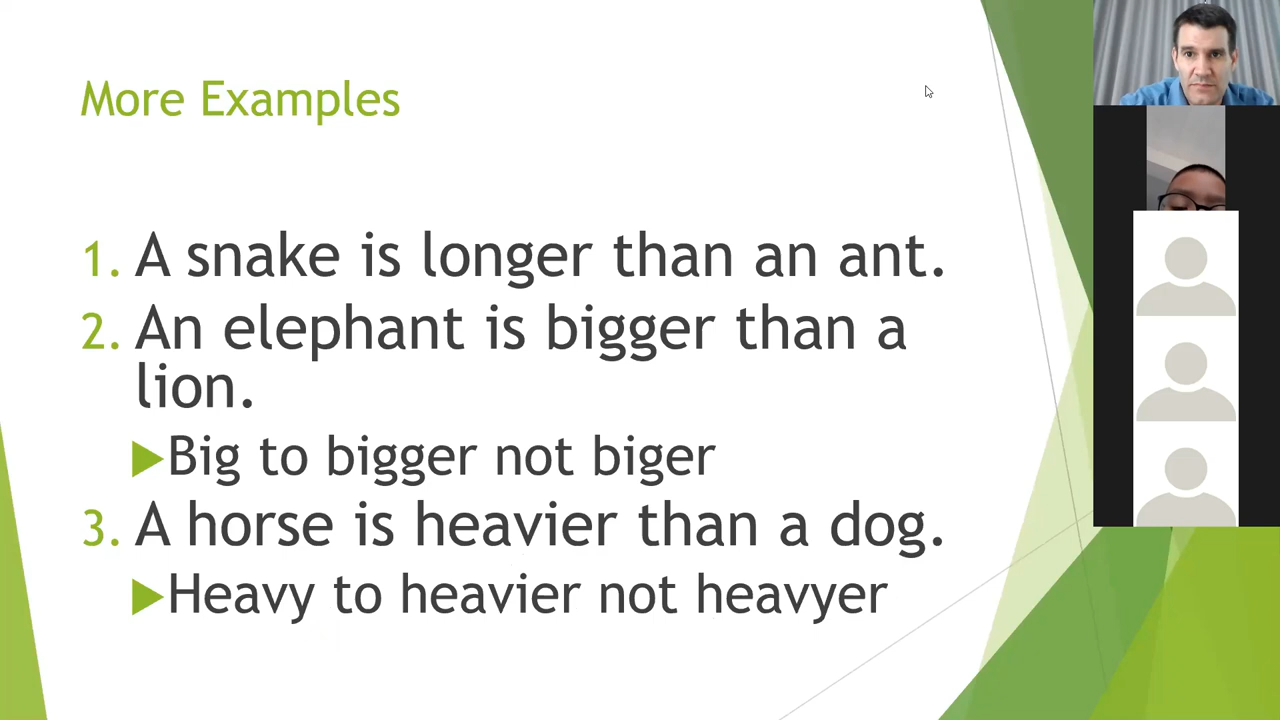 More Examples
1. A snake is longer than an ant.
2. An elephant is bigger than a
lion.
Big to bigger not biger
3. A horse is heavier than a dog.
Heavy to heavier not heavyer